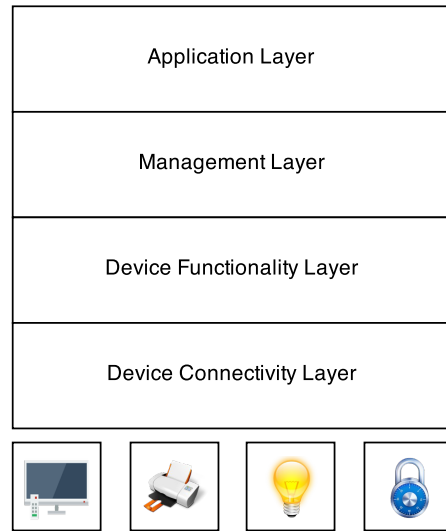 Application Layer
Management Layer
Device Functionality Layer
Device Connectivity Layer